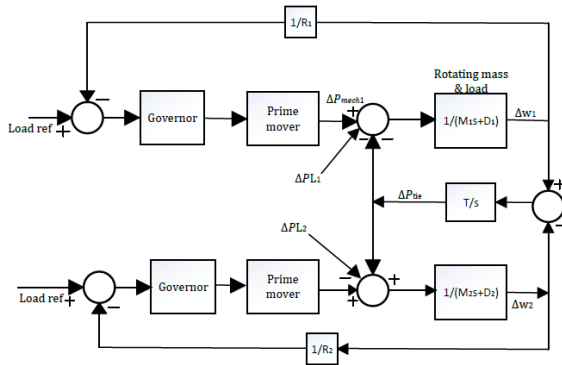 1/R₁
Rotating mass
& load
Load ref
+
−
Governor
Prime
mover
ΔPmech1
+
−
−
1/(M₁s+D₁)
Δw₁
ΔPL₁
+
−
ΔPtie
T/s
ΔPL₂
Load ref
+
−
Governor
Prime
mover
−
+
+
1/(M₂s+D₂)
Δw₂
1/R₂